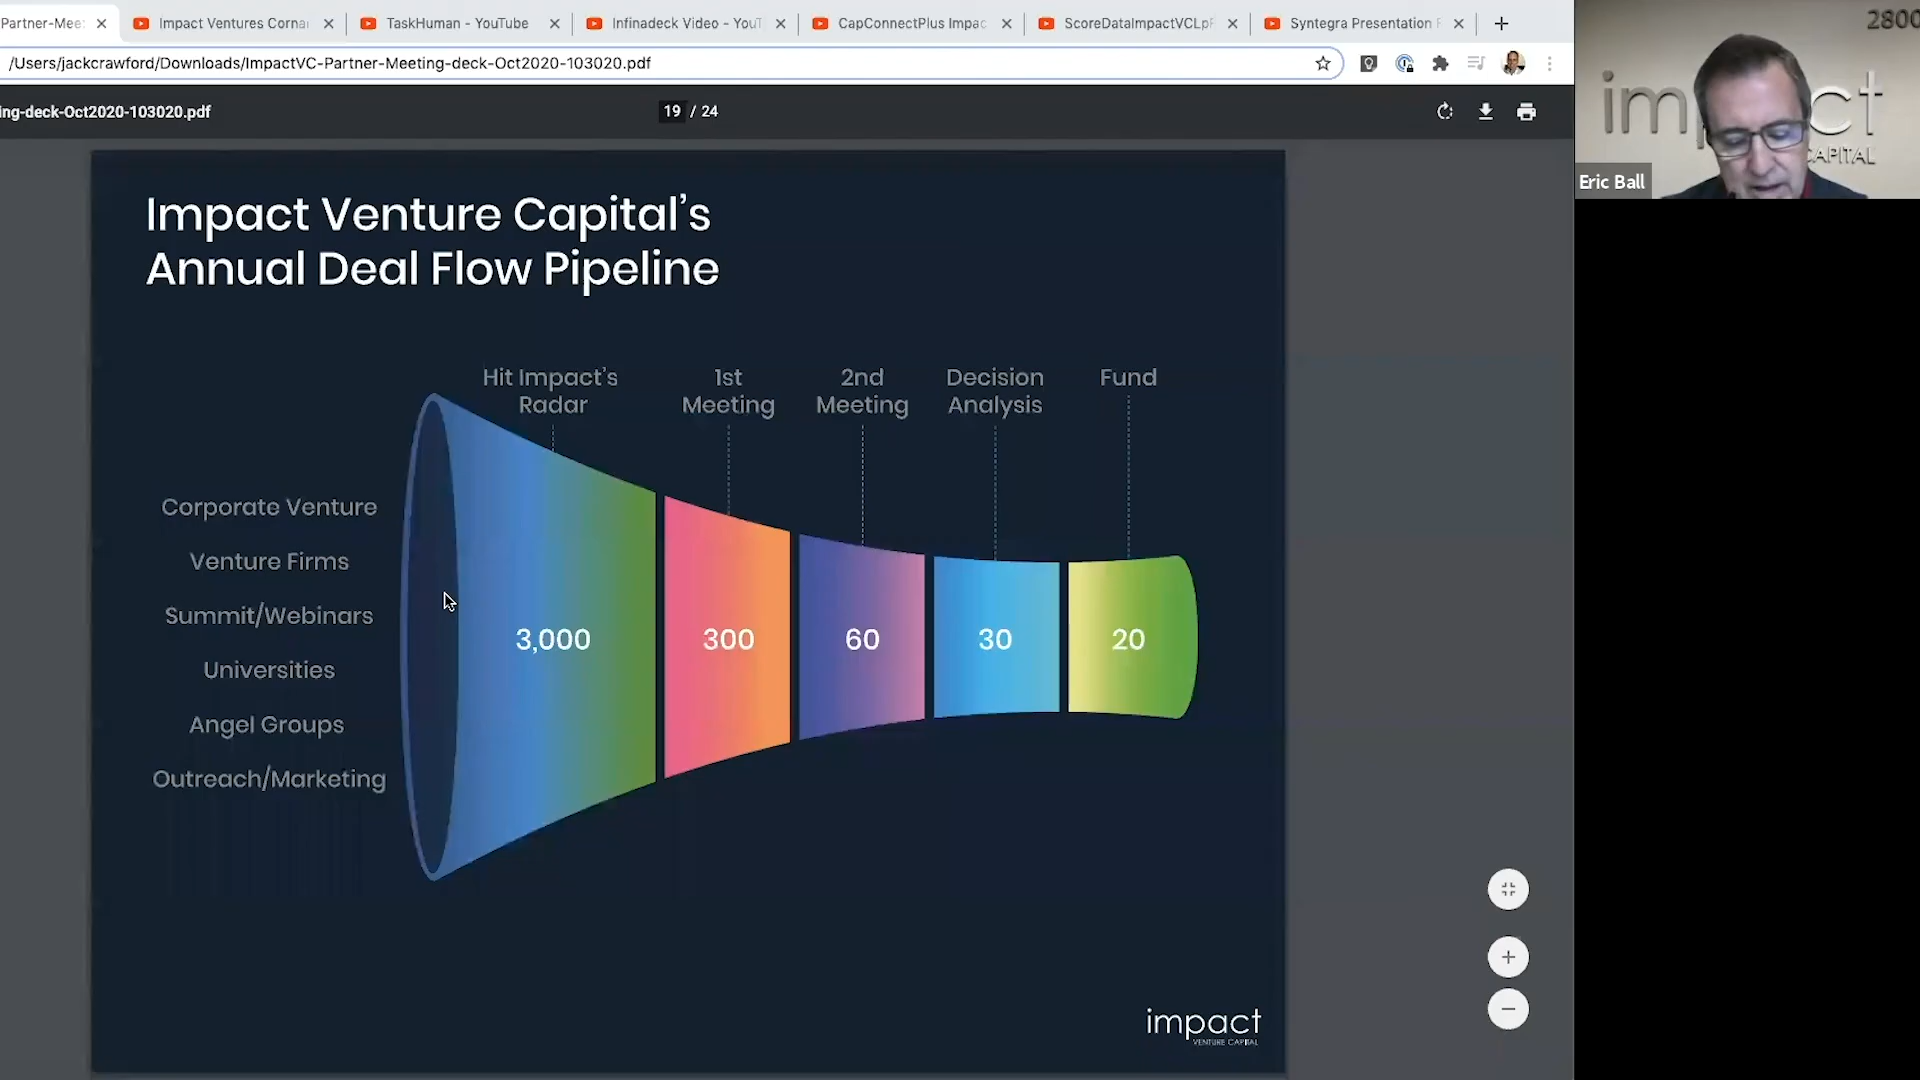 Partner-Mee
Impact Ventures Corna
TaskHuman - YouTube
Infinadeck Video - YouT
CapConnectPlus Impac
ScoreDataImpactVCLpP
Syntegra Presentation F
/Users/jackcrawford/Downloads/ImpactVC-Partner-Meeting-deck-Oct2020-103020.pdf
ing-deck-Oct2020-103020.pdf
19 / 24
Impact Venture Capital's
Annual Deal Flow Pipeline
Hit Impact's
Radar
1st
Meeting
2nd
Meeting
Decision
Analysis
Fund
Corporate Venture
Venture Firms
Summit/Webinars
Universities
Angel Groups
Outreach/Marketing
3,000
300
60
30
20
impact
VENTURE CAPITAL
2800
im ct
CAPITAL
Eric Ball